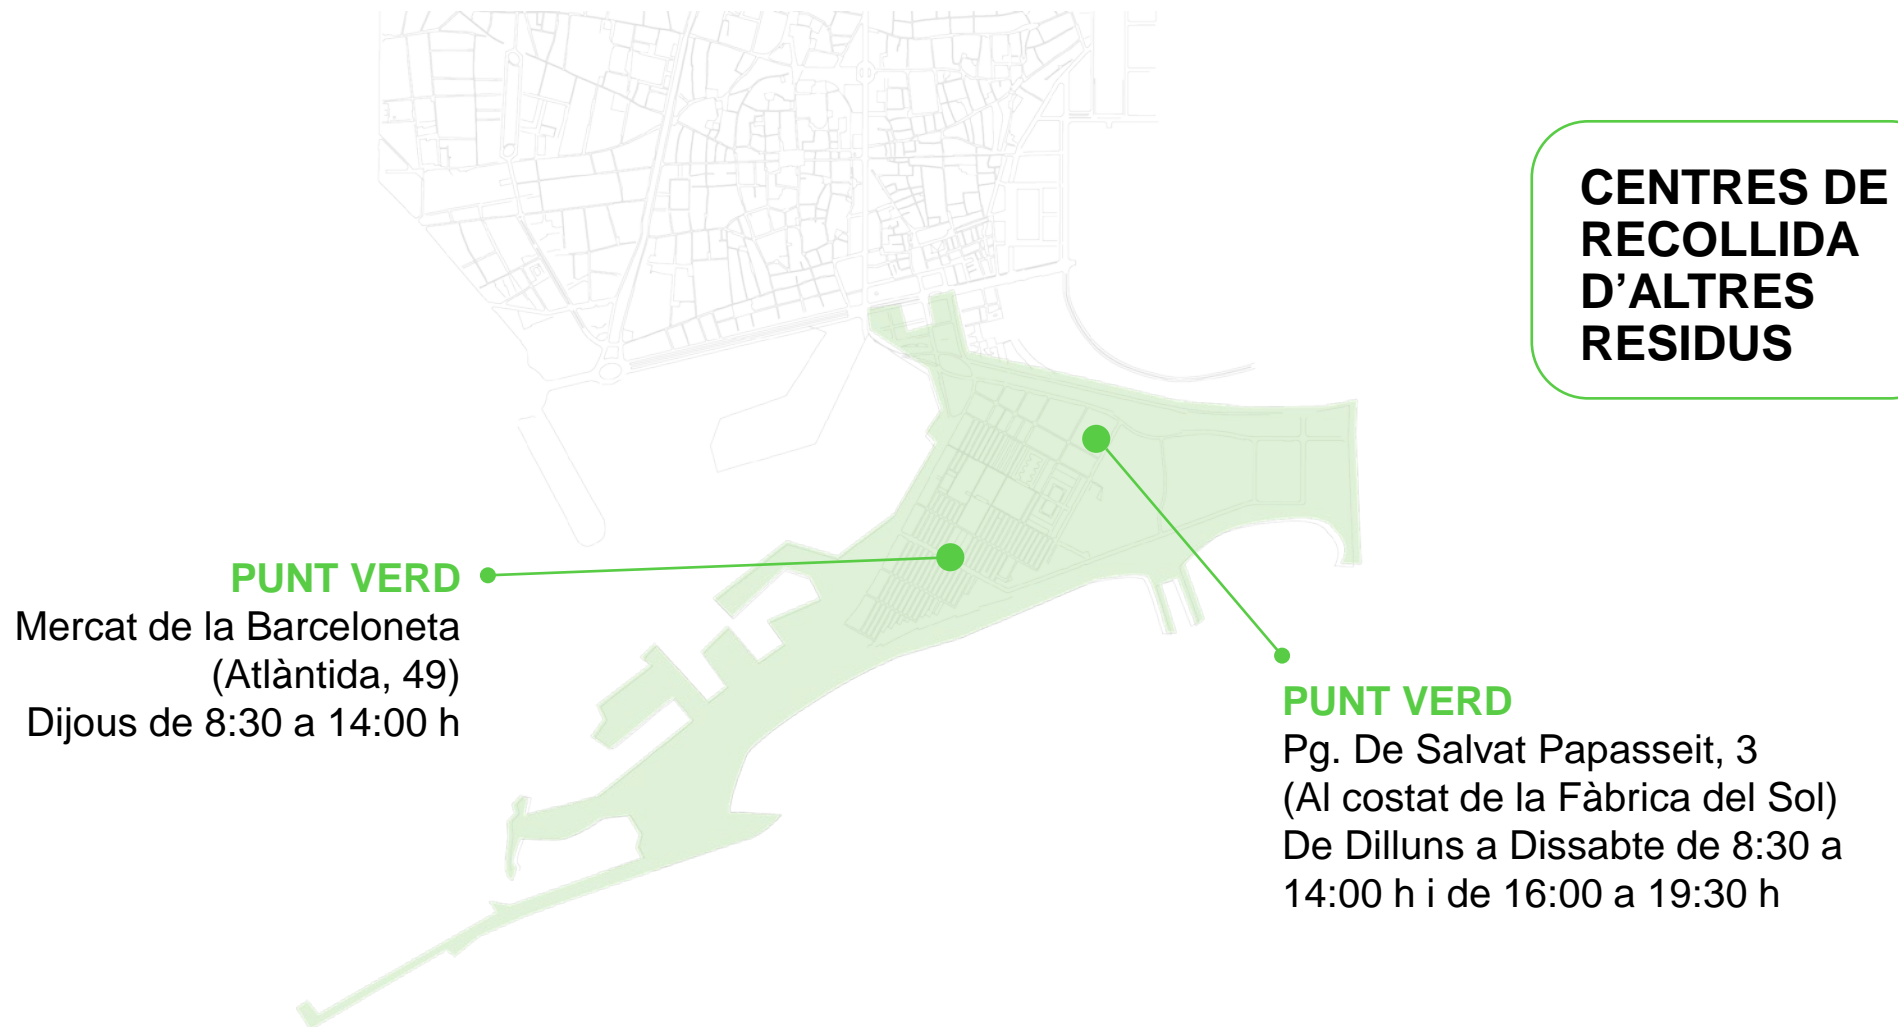 CENTRES DE
RECOLLIDA
D’ALTRES
RESIDUS
PUNT VERD
Mercat de la Barceloneta
(Atlàntida, 49)
Dijous de 8:30 a 14:00 h
PUNT VERD
Pg. De Salvat Papasseit, 3
(Al costat de la Fàbrica del Sol)
De Dilluns a Dissabte de 8:30 a
14:00 h i de 16:00 a 19:30 h